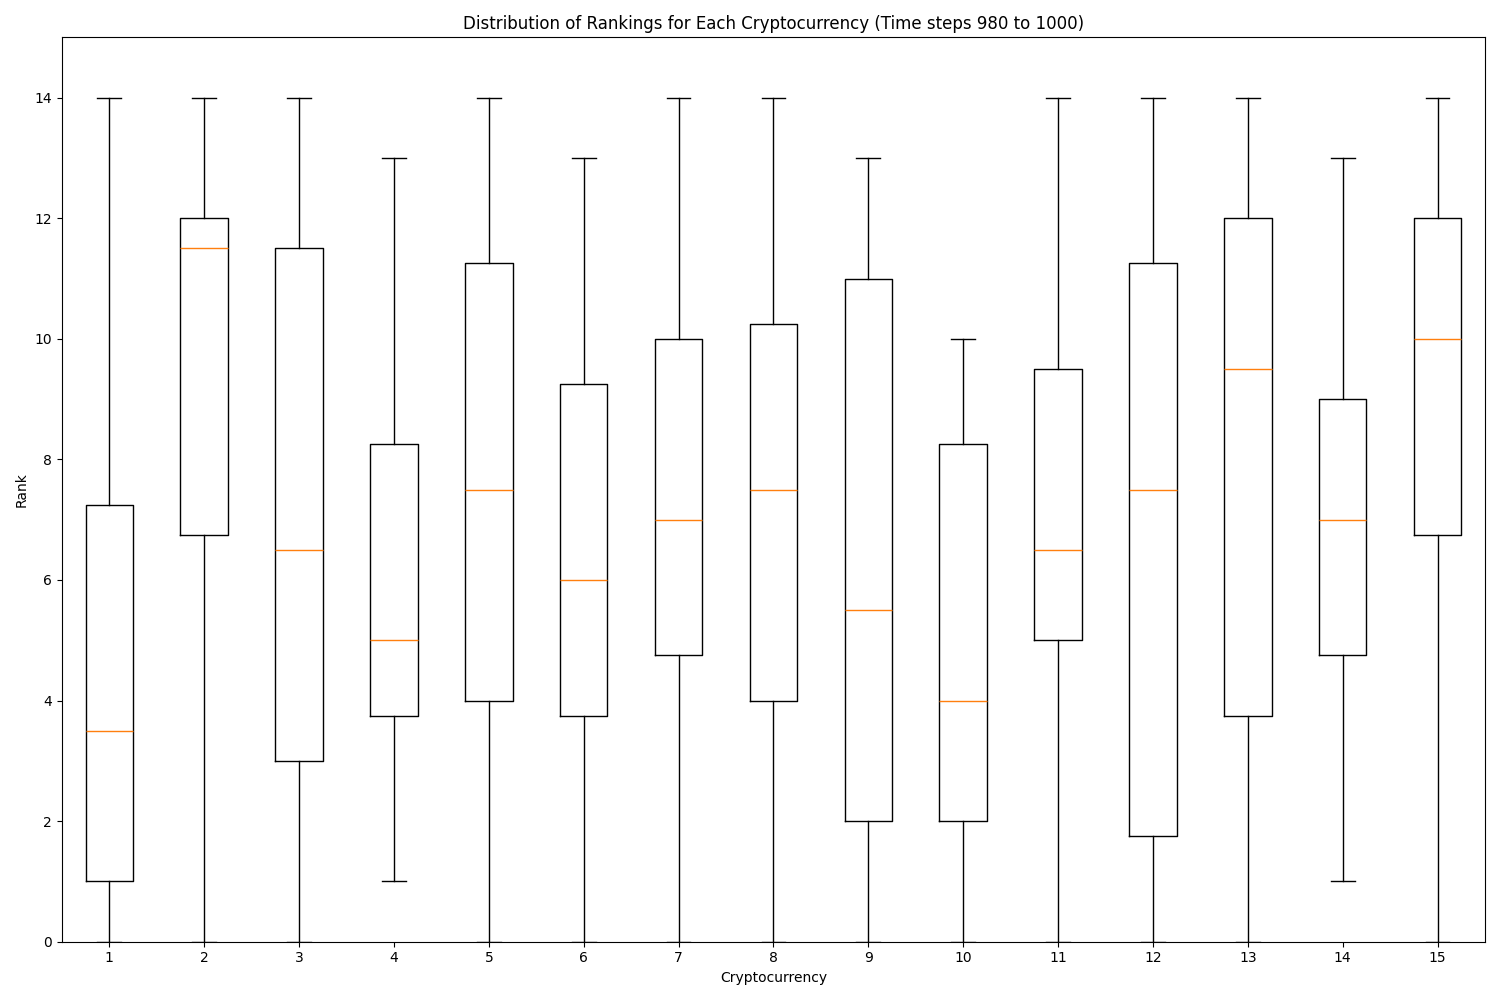 Distribution of Rankings for Each Cryptocurrency (Time steps 980 to 1000)
14
12
10
8
6
4
2
0
Rank
1 2 3 4 5 6 7 8 9 10 11 12 13 14 15
Cryptocurrency